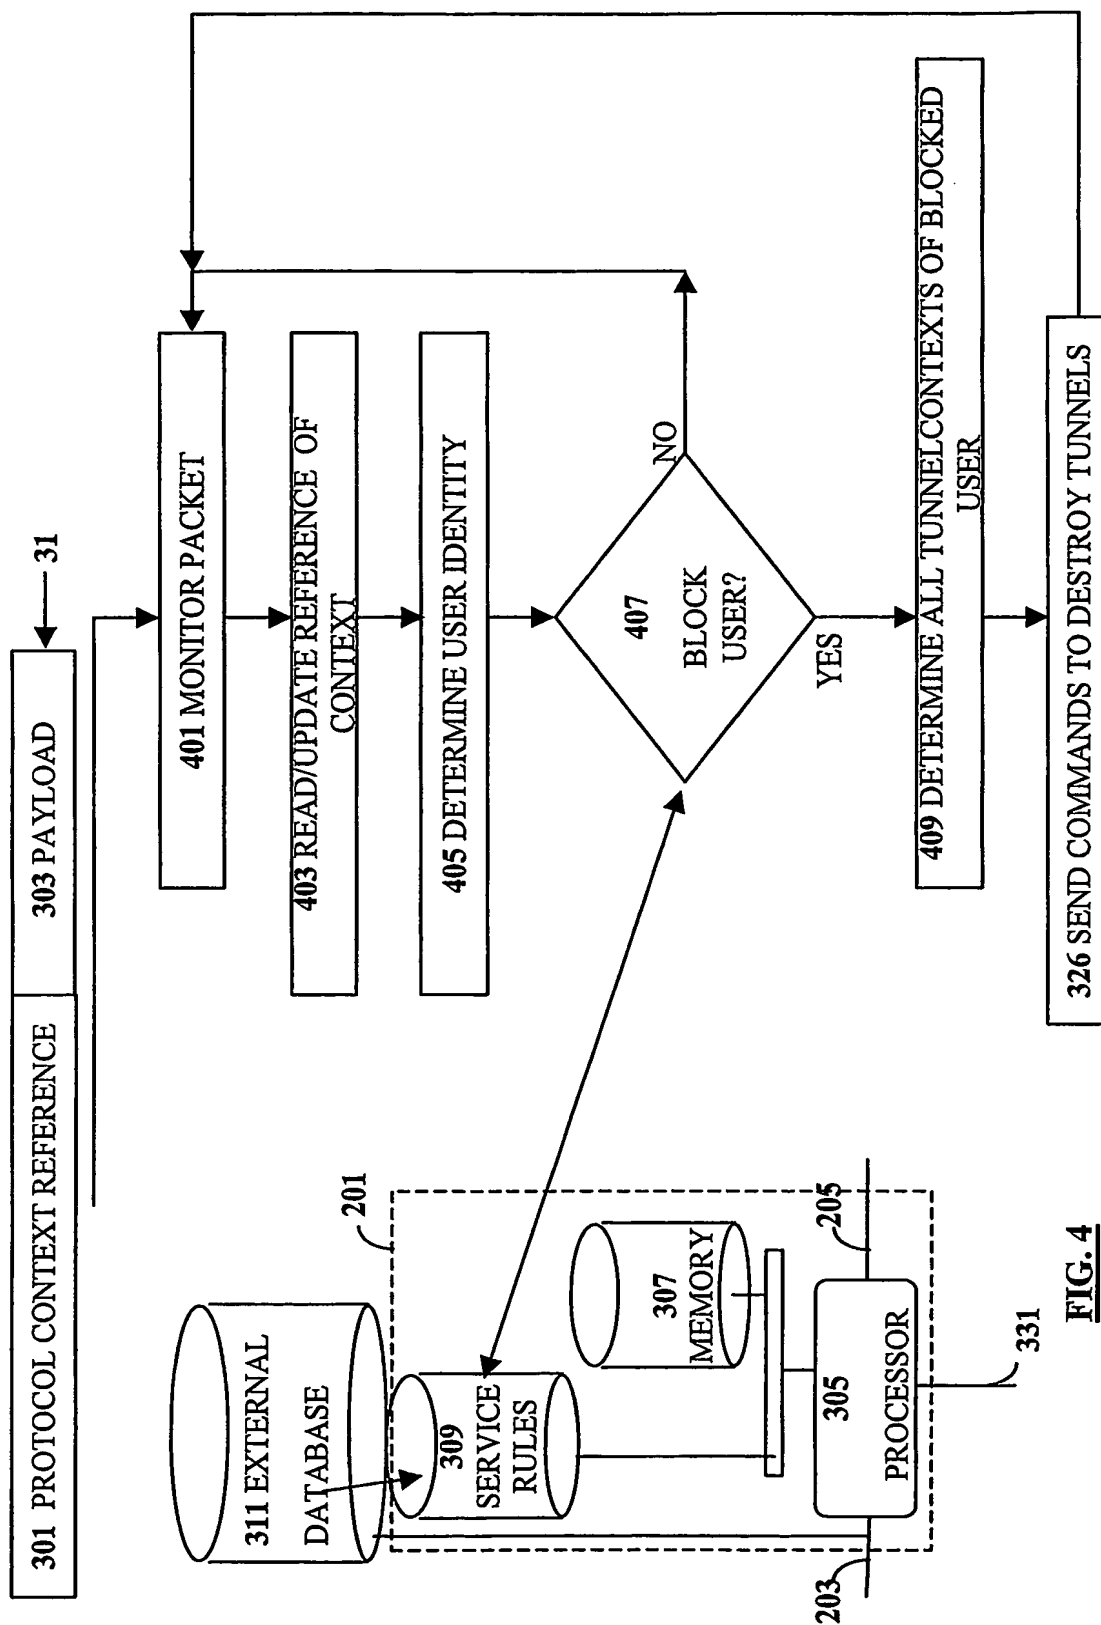 301 PROTOCOL CONTEXT REFERENCE
303 PAYLOAD
31
401 MONITOR PACKET
403 READ/UPDATE REFERENCE OF
CONTEXT
405 DETERMINE USER IDENTITY
407
BLOCK
USER?
NO
YES
409 DETERMINE ALL TUNNELCONTEXTS OF BLOCKED
USER
326 SEND COMMANDS TO DESTROY TUNNELS
311 EXTERNAL
DATABASE
201
309
SERVICE
RULES
307
MEMORY
305
PROCESSOR
203
205
331
FIG. 4